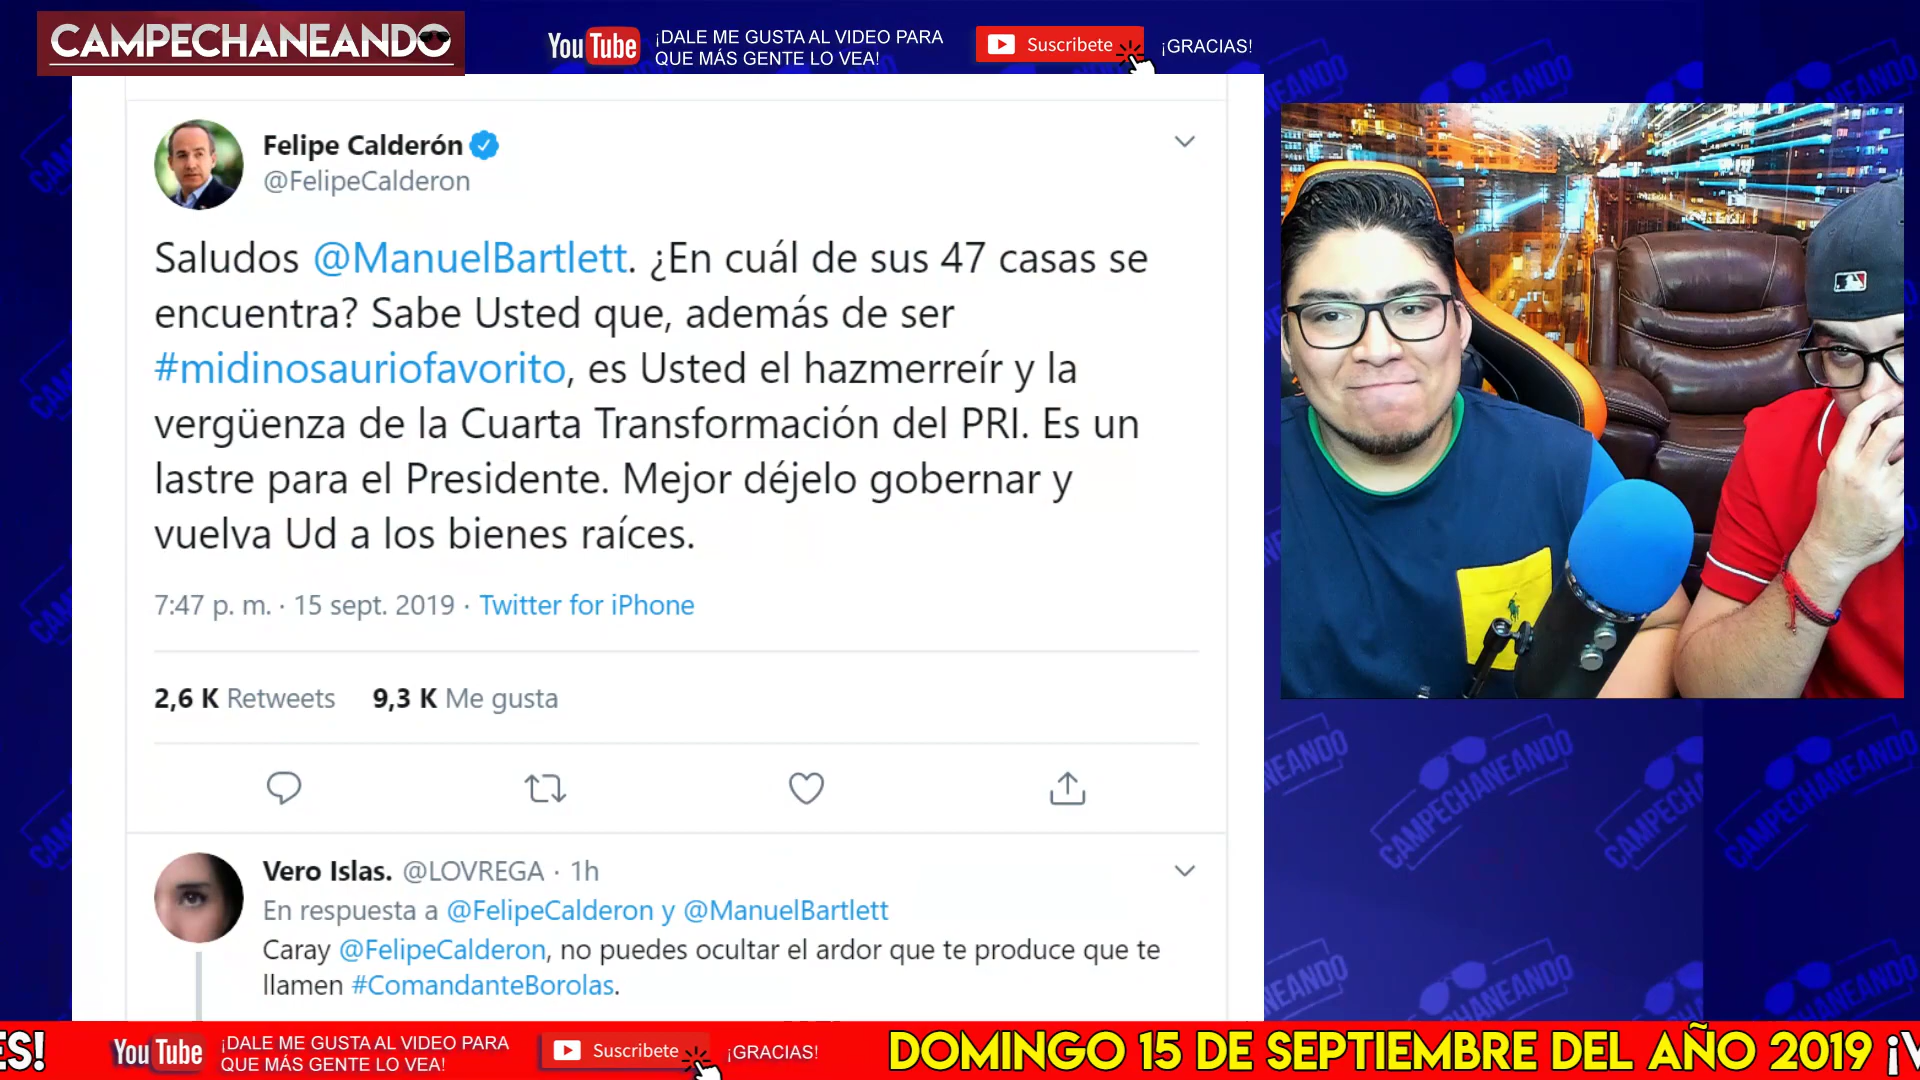 CAMPECHANEANDO
YouTube
¡DALE ME GUSTA AL VIDEO PARA
QUE MÁS GENTE LO VEA!
Suscribete
¡GRACIAS!
Felipe Calderón
@FelipeCalderon
Saludos @ManuelBartlett. ¿En cuál de sus 47 casas se
encuentra? Sabe Usted que, además de ser
#midinosauriofavorito, es Usted el hazmerreír y la
vergüenza de la Cuarta Transformación del PRI. Es un
lastre para el Presidente. Mejor déjelo gobernar y
vuelva Ud a los bienes raíces.
7:47 p. m. · 15 sept. 2019 · Twitter for iPhone
2,6 K Retweets 9,3 K Me gusta
Vero Islas. @LOVREGA · 1h
En respuesta a @FelipeCalderon y @ManuelBartlett
Caray @FelipeCalderon, no puedes ocultar el ardor que te produce que te
llamen #ComandanteBorolas.
ES!
YouTube
¡DALE ME GUSTA AL VIDEO PARA
QUE MÁS GENTE LO VEA!
Suscribete
¡GRACIAS!
DOMINGO 15 DE SEPTIEMBRE DEL AÑO 2019 ¡V
CAMPECHANEANDO
CAMPECHANEANDO